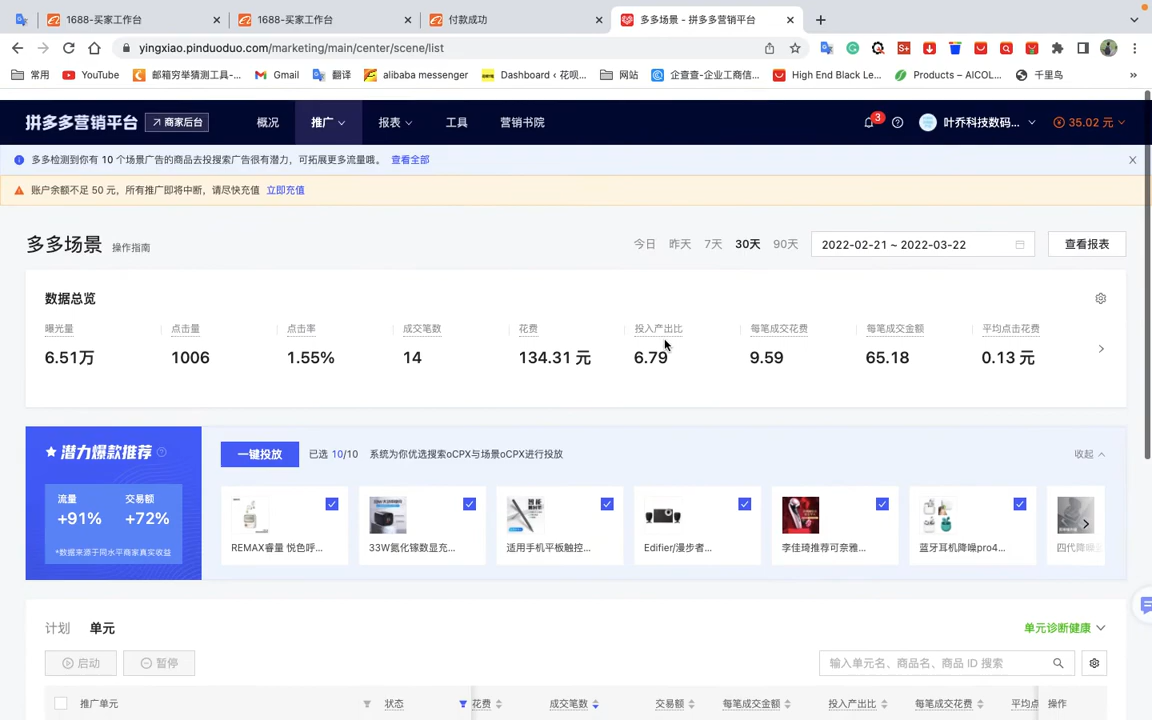 1688-买家工作台
1688-买家工作台
付款成功
多多场景 - 拼多多营销平台
yingxiao.pinduoduo.com/marketing/main/center/scene/list
常用
YouTube
邮箱穷举猜测工具-...
Gmail
翻译
alibaba messenger
Dashboard ‹ 花呗...
网站
企查查-企业工商信...
High End Black Le...
Products – AICOL...
千里鸟
»
拼多多营销平台
商家后台
概况
推广
报表
工具
营销书院
3
叶乔科技数码...
35.02 元
多多检测到你有 10 个场景广告的商品去投搜索广告很有潜力，可拓展更多流量哦。 查看全部
账户余额不足 50 元，所有推广即将中断，请尽快充值 立即充值
多多场景 操作指南
今日 昨天 7天 30天 90天
2022-02-21 ~ 2022-03-22
查看报表
数据总览
曝光量 点击量 点击率 成交笔数 花费 投入产出比 每笔成交花费 每笔成交金额 平均点击花费
6.51万 1006 1.55% 14 134.31 元 6.79 9.59 65.18 0.13 元
潜力爆款推荐
流量 交易额
+91% +72%
*数据来源于同水平商家真实收益
一键投放
已选 10/10 系统为你优选搜索oCPX与场景oCPX进行投放
收起
REMAX睿量 悦色呼...
33W氮化镓数显充...
适用手机平板触控...
Edifier/漫步者...
李佳琦推荐可奈雅...
蓝牙耳机降噪pro4...
四代降噪
计划 单元
单元诊断健康
启动
暂停
输入单元名、商品名、商品 ID 搜索
推广单元 状态 花费 成交笔数 交易额 每笔成交金额 投入产出比 每笔成交花费 平均点 操作